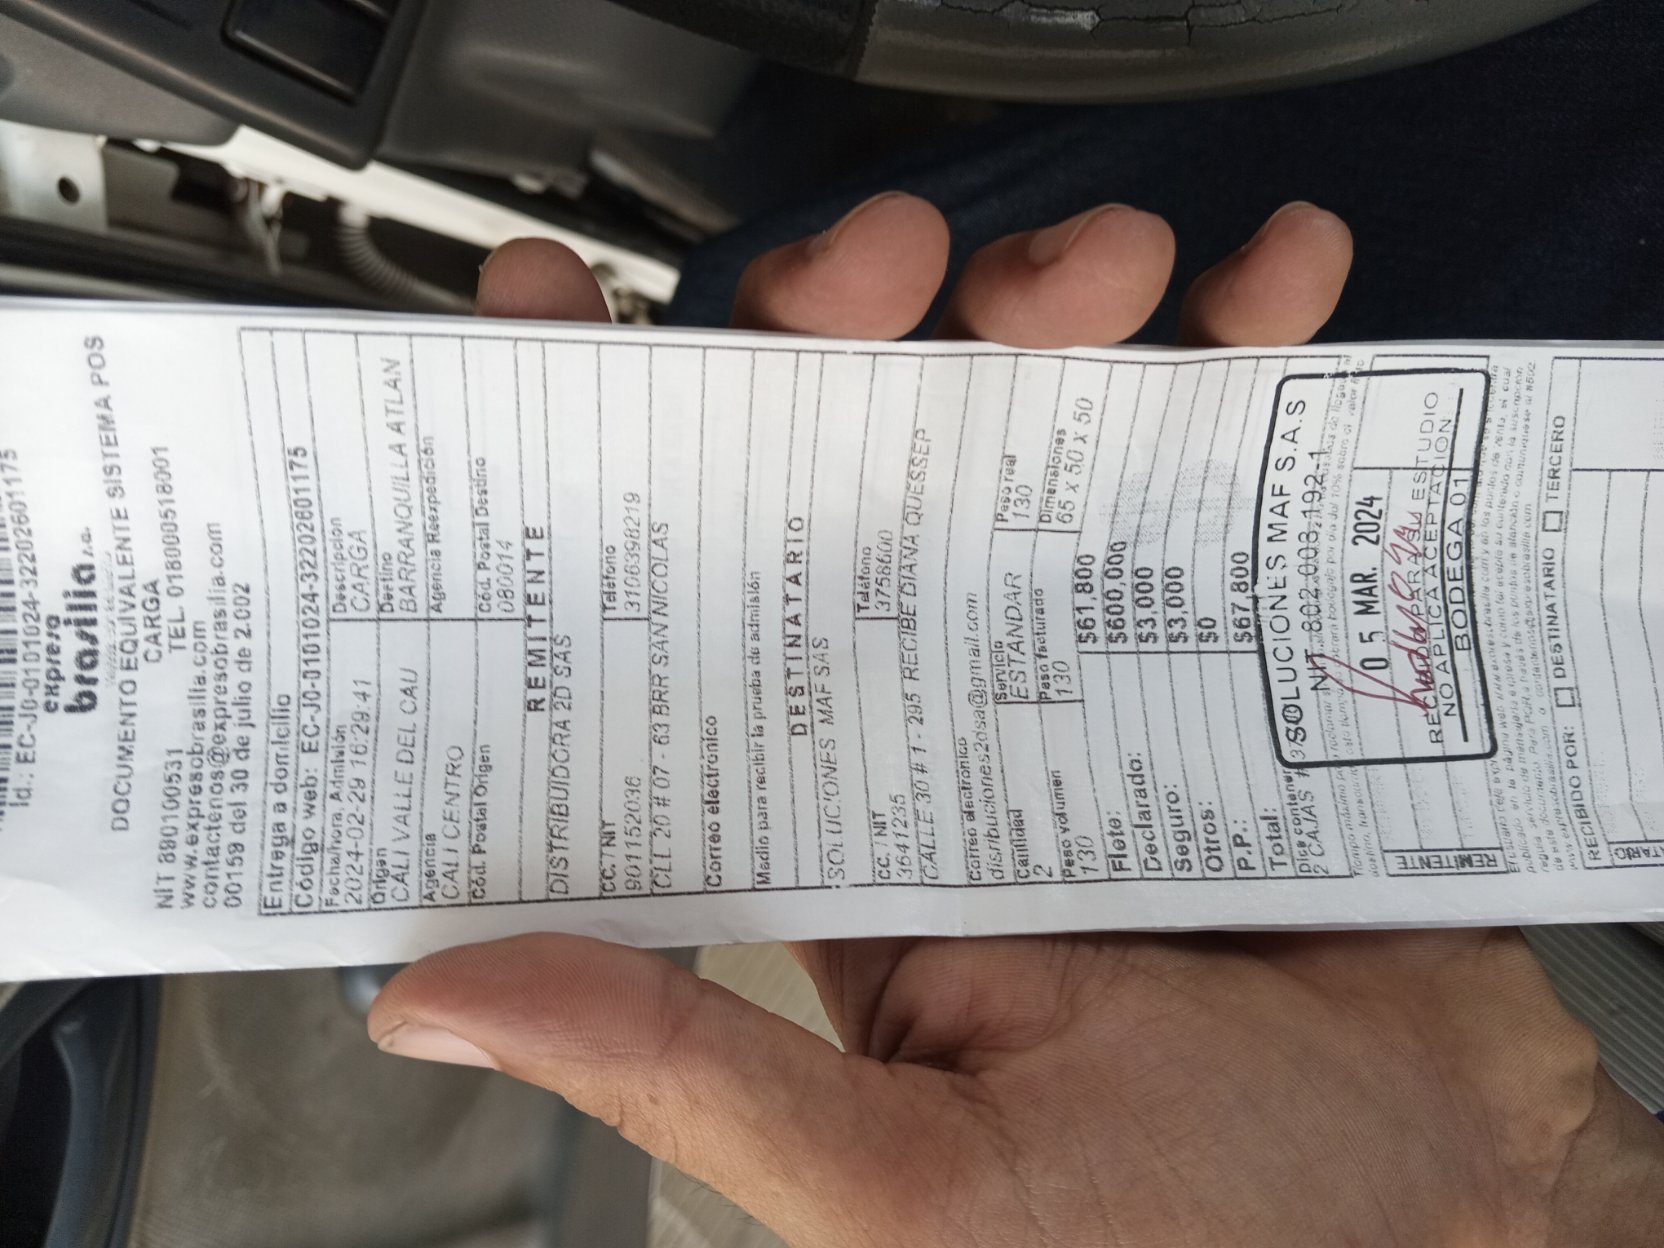 Id.: EC-J0-0101024-32202601175
expreso
brasilia s.a.
DOCUMENTO EQUIVALENTE SISTEMA POS
CARGA
NIT 890100531 TEL. 018000518001
www.expresobrasilia.com
contactenos@expresobrasilia.com
00159 del 30 de julio de 2.002
Entrega a domicilio
Código web: EC-J0-0101024-32202601175
Fecha/hora Admisión Descripción
2024-02-29 16:29:41 CARGA
Origen Destino
CALI VALLE DEL CAU BARRANQUILLA ATLAN
Agencia Agencia Reexpedición
CALI CENTRO
Cód. Postal Origen Cód. Postal Destino
080014
REMITENTE
DISTRIBUIDORA 2D SAS
CC. / NIT Teléfono
901152036 3106398219
CLL 20 # 07 - 63 BRR SAN NICOLAS
Correo electrónico
Medio para recibir la prueba de admisión
DESTINATARIO
SOLUCIONES MAF SAS
CC. / NIT Teléfono
3641235 3758600
CALLE 30 # 1 - 295 RECIBE DIANA QUESSEP
Correo electrónico
distribuciones2olsa@gmail.com
Cantidad Servicio Peso real
2 ESTANDAR 130
Peso volumen Peso facturado Dimensiones
130 130 65 x 50 x 50
Flete: $61,800
Declarado: $600,000
Seguro: $3,000
Otros: $3,000
P.P.: $0
Total: $67,800
Dice contener
2 CAJAS
SOLUCIONES MAF S.A.S
NIT 802.008.192-1
0 5 MAR. 2024
RECIBIDO PARA SU ESTUDIO
NO APLICA ACEPTACION
BODEGA 01
RECIBIDO POR: DESTINATARIO TERCERO